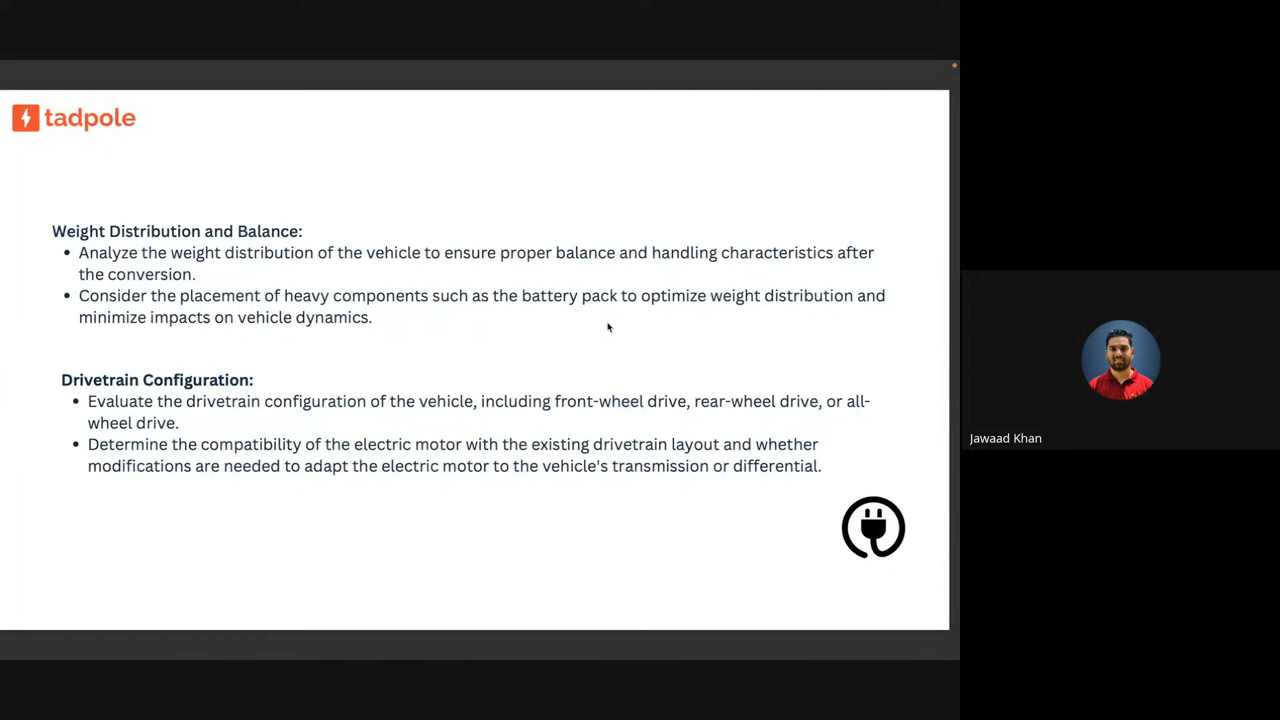 tadpole
Weight Distribution and Balance:
• Analyze the weight distribution of the vehicle to ensure proper balance and handling characteristics after
the conversion.
• Consider the placement of heavy components such as the battery pack to optimize weight distribution and
minimize impacts on vehicle dynamics.
Drivetrain Configuration:
• Evaluate the drivetrain configuration of the vehicle, including front-wheel drive, rear-wheel drive, or all-
wheel drive.
• Determine the compatibility of the electric motor with the existing drivetrain layout and whether
modifications are needed to adapt the electric motor to the vehicle's transmission or differential.
Jawaad Khan